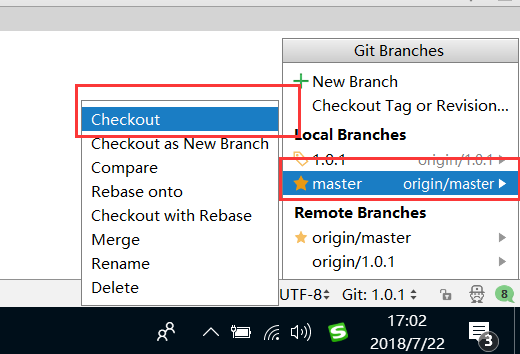 Git Branches
New Branch
Checkout Tag or Revision...
Local Branches
1.0.1 origin/1.0.1
master origin/master
Remote Branches
origin/master
origin/1.0.1
Checkout
Checkout as New Branch
Compare
Rebase onto
Checkout with Rebase
Merge
Rename
Delete
UTF-8 Git: 1.0.1 8
S 17:02 3
2018/7/22